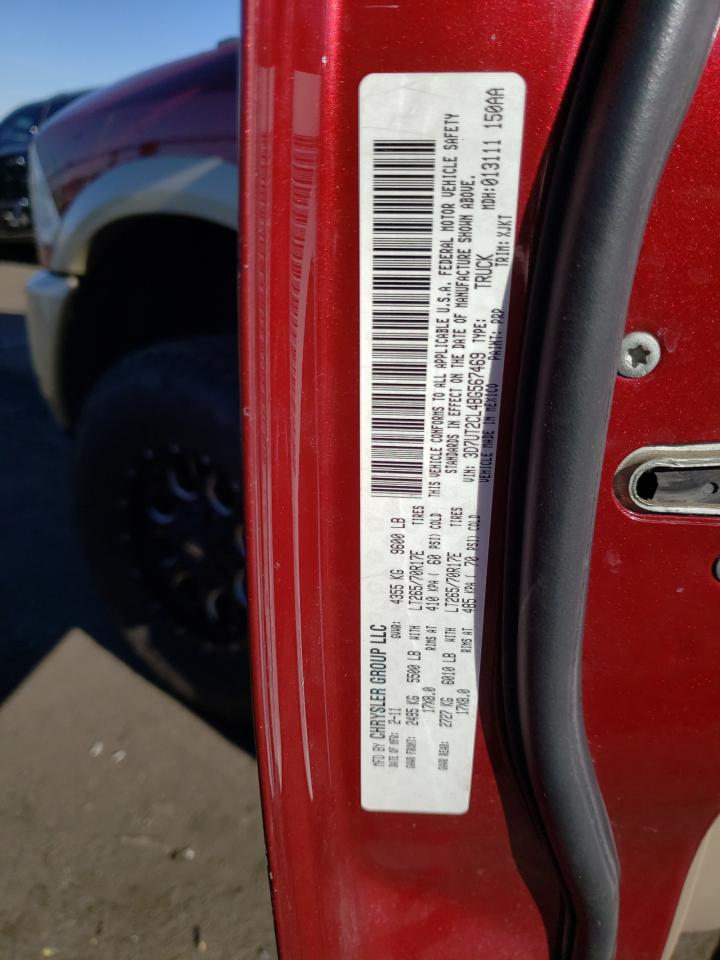 MFD BY CHRYSLER GROUP LLC
DATE OF MFR: 2-11 GVWR: 4355 KG 9600 LB
GAWR FRONT: 2495 KG 5500 LB WITH LT265/70R17E TIRES
17X8.0 RIMS AT 410 KPA ( 60 PSI) COLD
GAWR REAR: 2727 KG 6010 LB WITH LT265/70R17E TIRES
17X8.0 RIMS AT 485 KPA ( 70 PSI) COLD
THIS VEHICLE CONFORMS TO ALL APPLICABLE U.S.A. FEDERAL MOTOR VEHICLE SAFETY
STANDARDS IN EFFECT ON THE DATE OF MANUFACTURE SHOWN ABOVE.
VIN: 3D7UT2CL4BG567469 TYPE: TRUCK MDH:013111 150AA
VEHICLE MADE IN MEXICO PAINT: PRP TRIM: XJKT